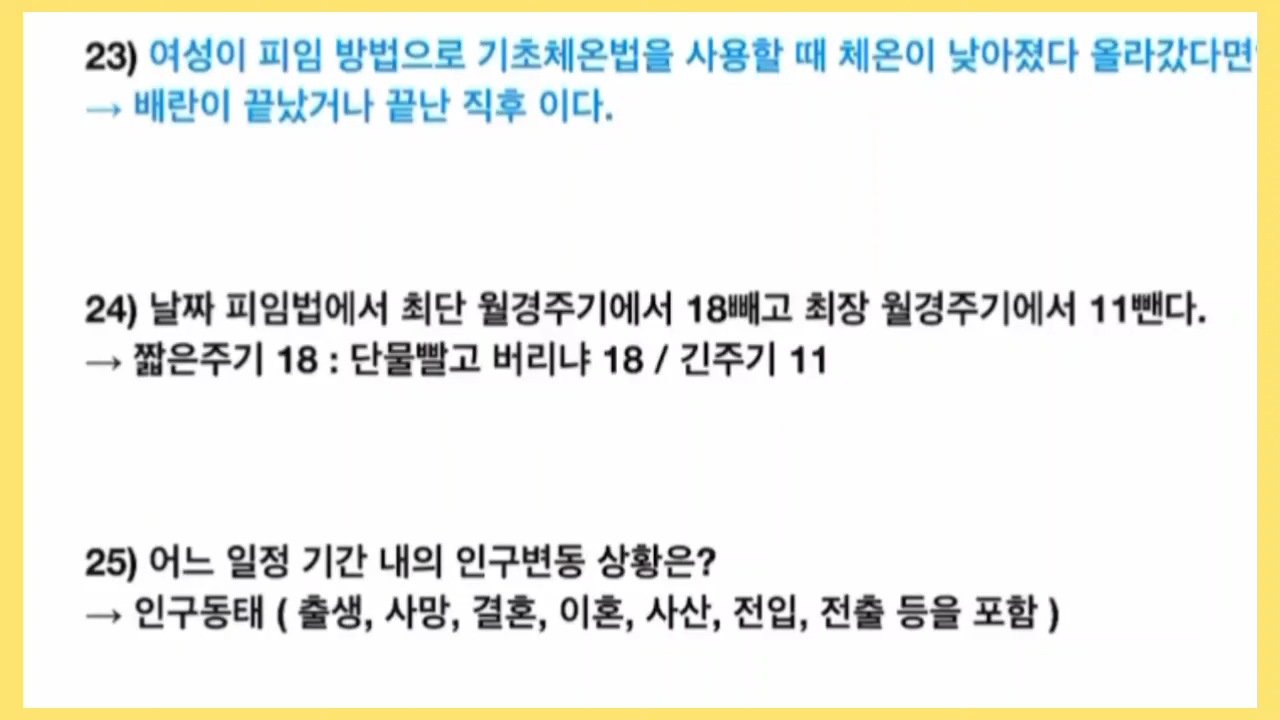 23) 여성이 피임 방법으로 기초체온법을 사용할 때 체온이 낮아졌다 올라갔다면
→ 배란이 끝났거나 끝난 직후 이다.
24) 날짜 피임법에서 최단 월경주기에서 18빼고 최장 월경주기에서 11뺀다.
→ 짧은주기 18 : 단물빨고 버리냐 18 / 긴주기 11
25) 어느 일정 기간 내의 인구변동 상황은?
→ 인구동태 ( 출생, 사망, 결혼, 이혼, 사산, 전입, 전출 등을 포함 )